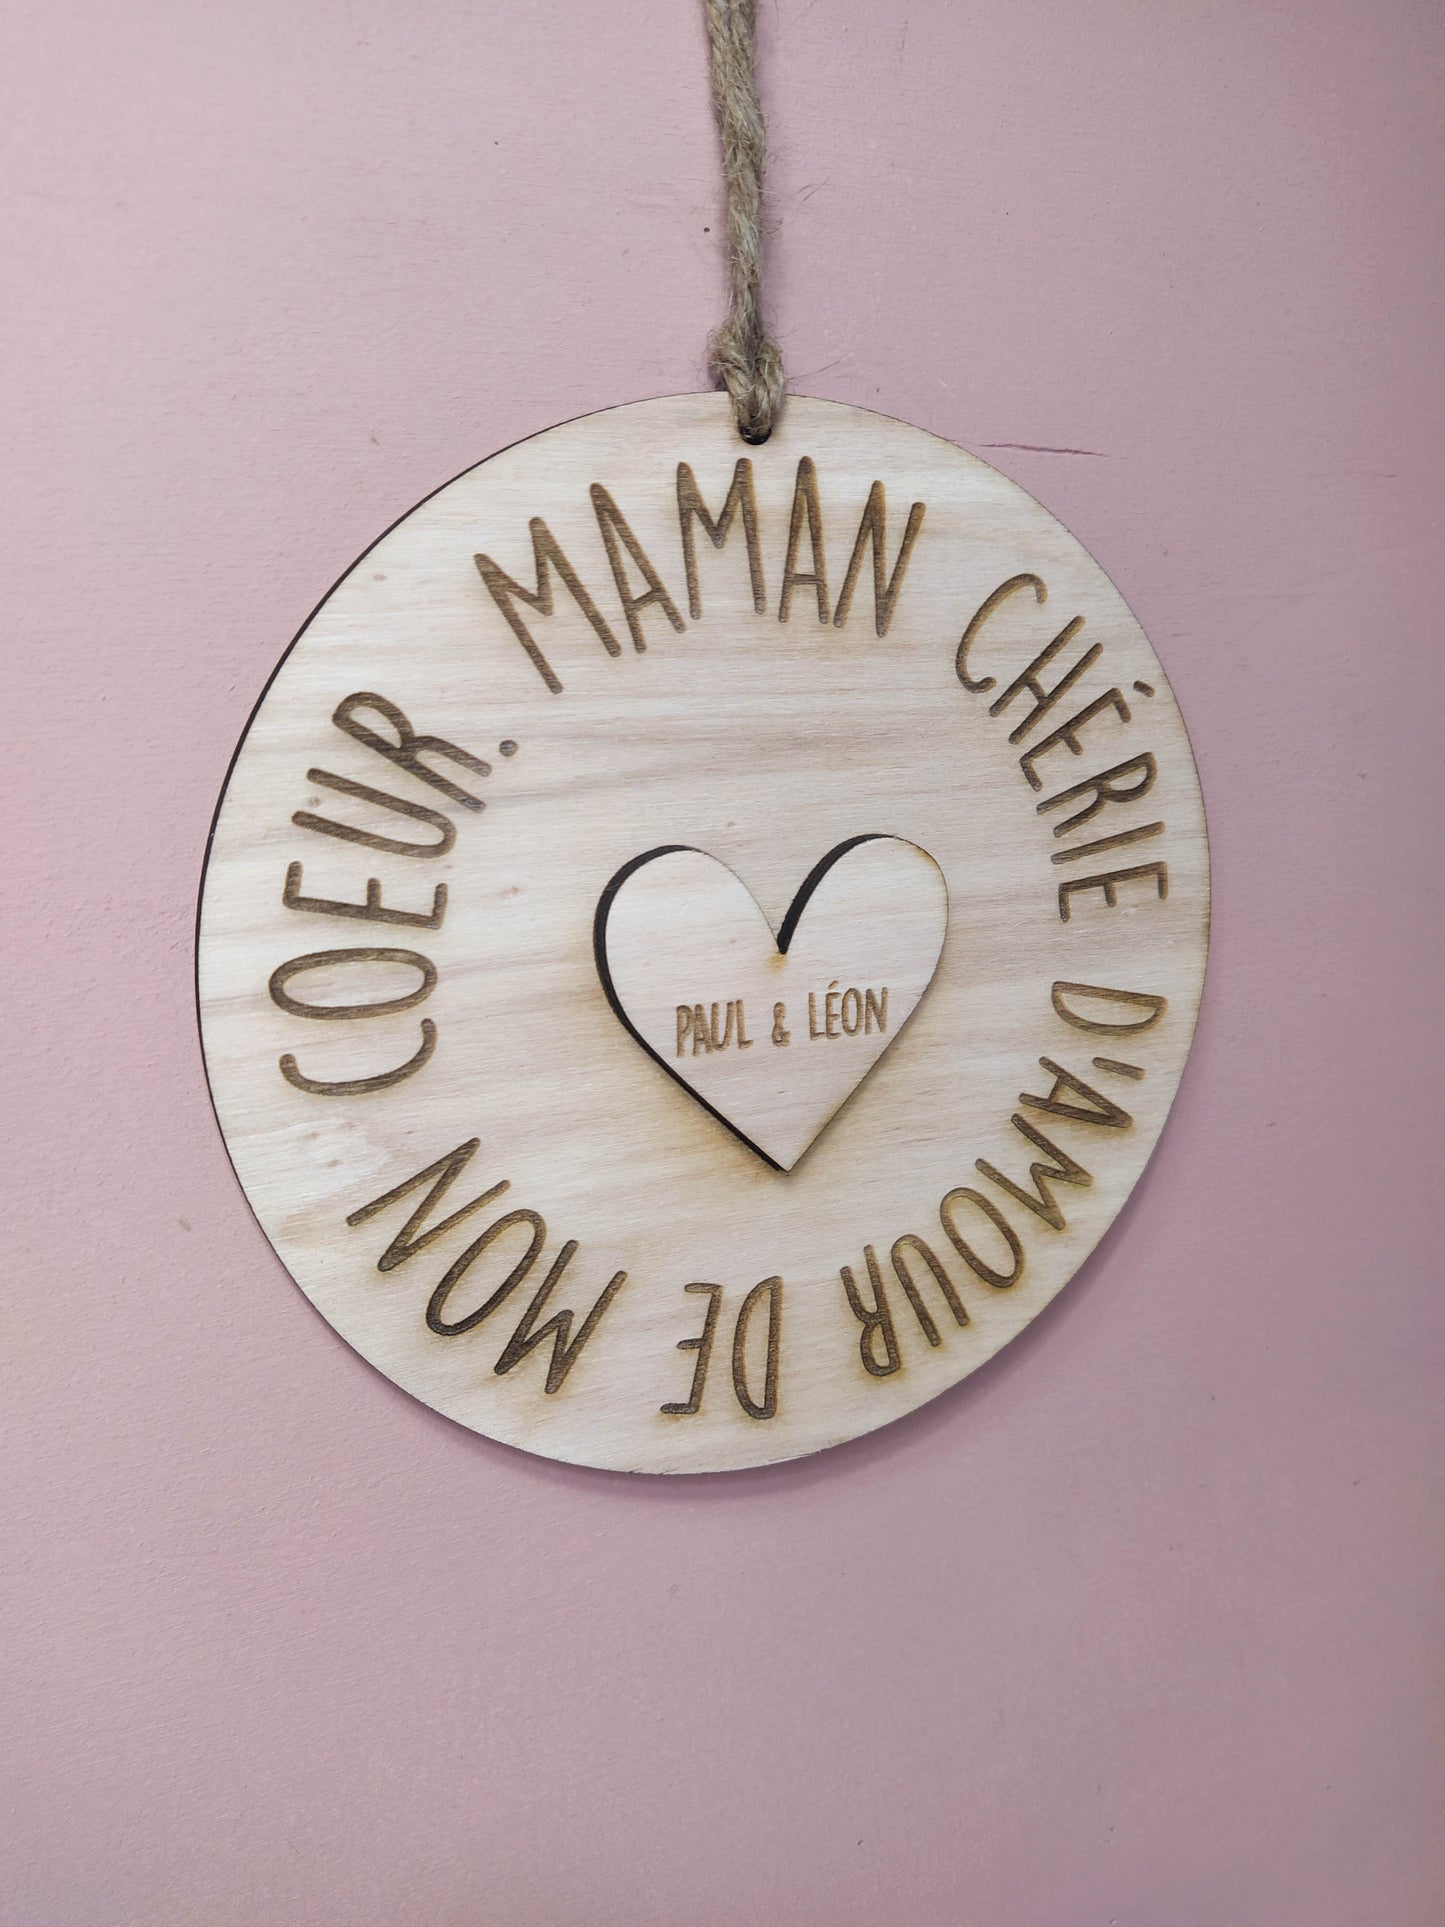 MAMAN CHÉRIE D'AMOUR DE MON COEUR.
PAUL & LÉON